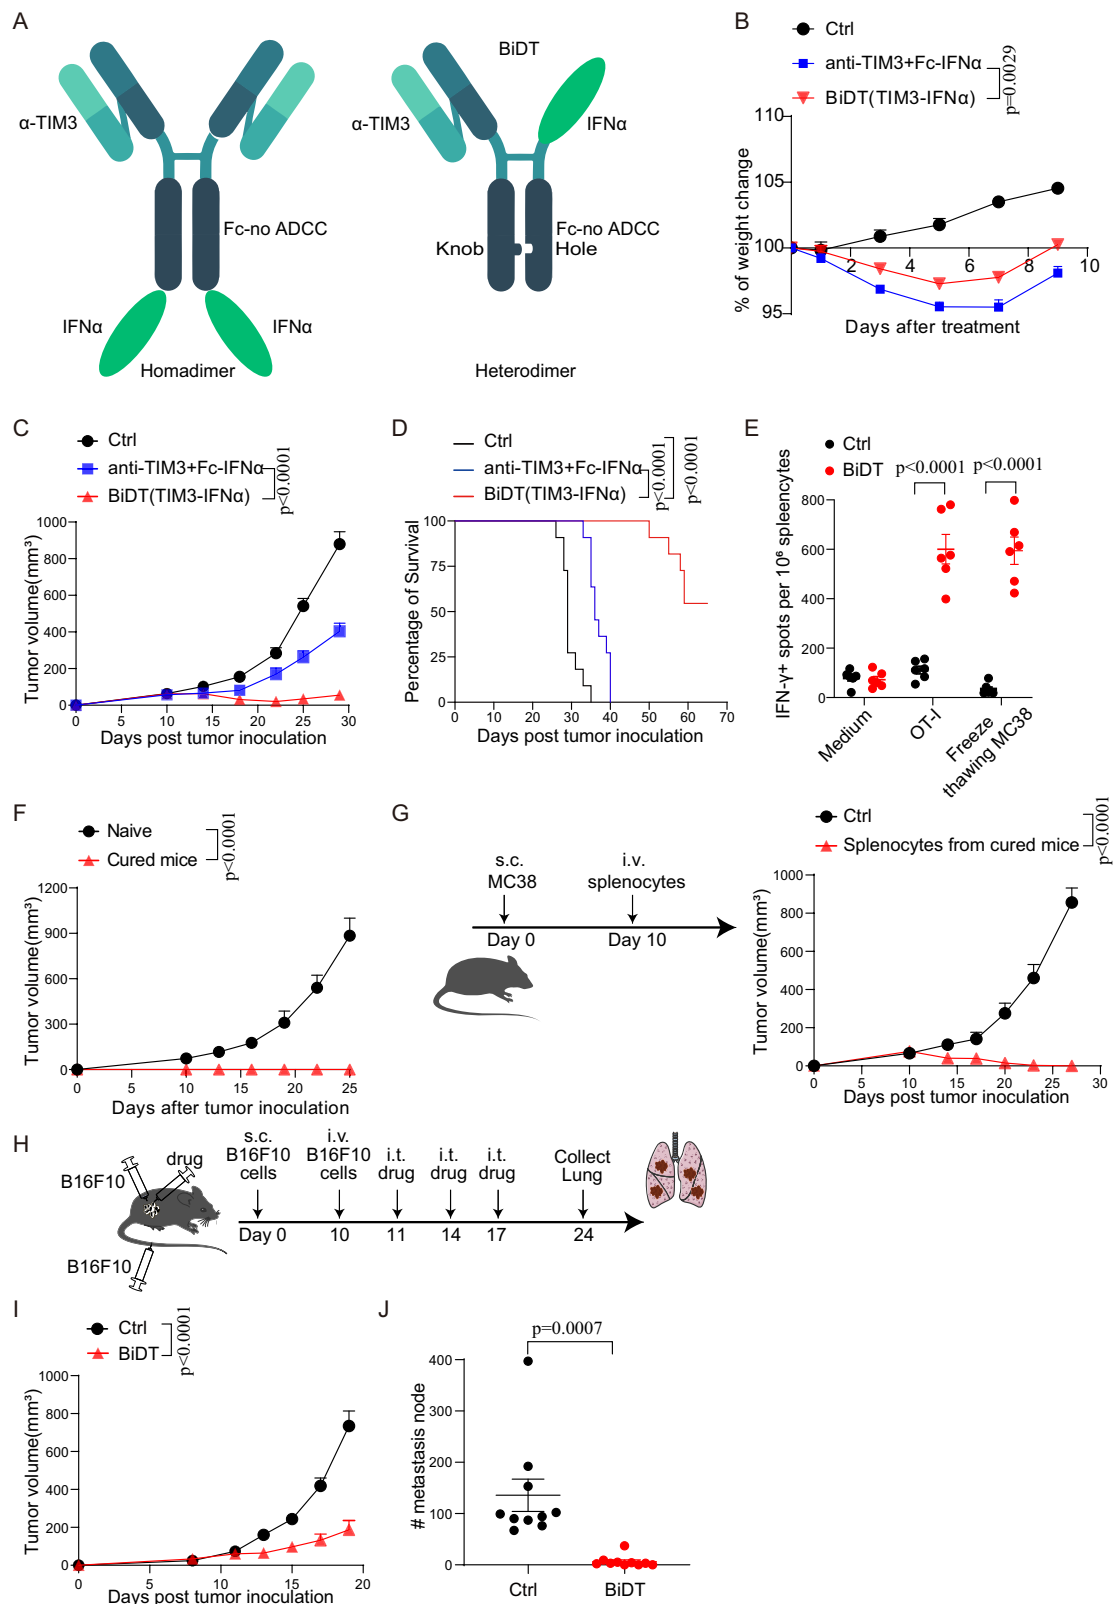 A
BiDT
α-TIM3
α-TIM3
IFNα
Fc-no ADCC
Fc-no ADCC
Knob
Hole
IFNα
IFNα
Homadimer
Heterodimer
B
Ctrl
anti-TIM3+Fc-IFNα
BiDT(TIM3-IFNα)
p=0.0029
110
105
100
95
2
4
6
8
10
% of weight change
Days after treatment
C
Ctrl
anti-TIM3+Fc-IFNα
BiDT(TIM3-IFNα)
p<0.0001
1000
800
600
400
200
0
0
5
10
15
20
25
30
Tumor volume(mm³)
Days post tumor inoculation
D
Ctrl
anti-TIM3+Fc-IFNα
BiDT(TIM3-IFNα)
p<0.0001
p<0.0001
100
75
50
25
0
0
10
20
30
40
50
60
70
Percentage of Survival
Days post tumor inoculation
E
Ctrl
BiDT
p<0.0001
p<0.0001
800
600
400
200
0
IFN-γ+ spots per 10⁶ spleencytes
Medium
OT-I
Freeze
thawing MC38
F
Naive
Cured mice
p<0.0001
1200
900
600
300
0
0
5
10
15
20
25
Tumor volume(mm³)
Days after tumor inoculation
G
s.c.
MC38
i.v.
splenocytes
Day 0
Day 10
Ctrl
Splenocytes from cured mice
p<0.0001
1000
800
600
400
200
0
0
5
10
15
20
25
30
Tumor volume(mm³)
Days post tumor inoculation
H
B16F10
drug
B16F10
s.c.
B16F10
cells
i.v.
B16F10
cells
i.t.
drug
i.t.
drug
i.t.
drug
Collect
Lung
Day 0
10
11
14
17
24
I
Ctrl
BiDT
p<0.0001
1000
800
600
400
200
0
0
5
10
15
20
Tumor volume(mm³)
Days post tumor inoculation
J
p=0.0007
400
300
200
100
0
# metastasis node
Ctrl
BiDT